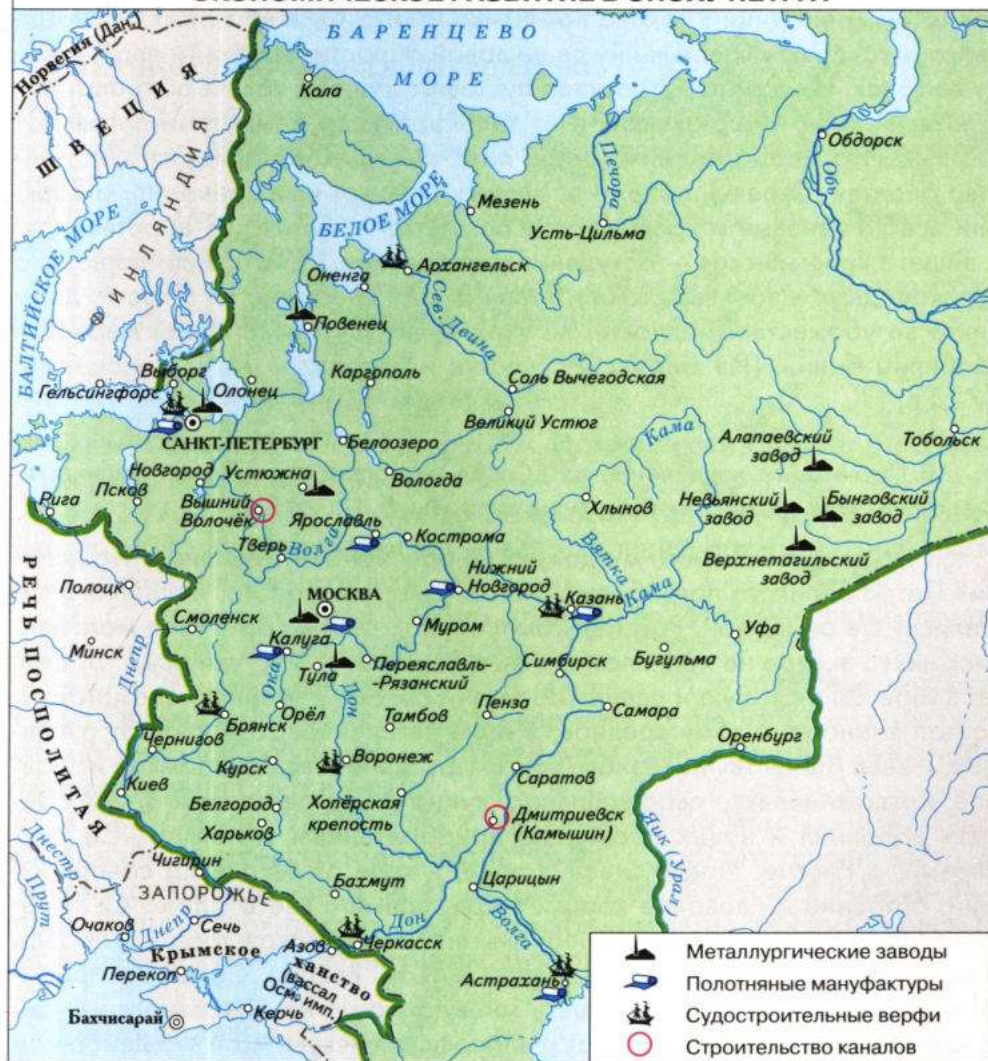 БАРЕНЦЕВО
МОРЕ
Норвегия (Дан.)
ШВЕЦИЯ
ФИНЛЯНДИЯ
БАЛТИЙСКОЕ МОРЕ
Кола
Печора
Обдорск
Обь
Мезень
Усть-Цильма
БЕЛОЕ МОРЕ
Архангельск
Оненга
Сев. Двина
Повенец
Выборг
Гельсингфорс
Олонец
Каргополь
Соль Вычегодская
Великий Устюг
САНКТ-ПЕТЕРБУРГ
Белоозеро
Кама
Алапаевский
завод
Тобольск
Новгород
Устюжна
Вологда
Псков
Рига
Вышний
Волочёк
Хлынов
Невьянский
завод
Бынговский
завод
Ярославль
Кострома
Верхнетагильский
завод
Тверь
Волга
Вятка
Кама
Нижний
Новгород
Казань
РЕЧЬ ПОСПОЛИТАЯ
Полоцк
МОСКВА
Смоленск
Муром
Уфа
Минск
Днепр
Калуга
Ока
Тула
Переяславль-
-Рязанский
Симбирск
Бугульма
Дон
Брянск
Орёл
Тамбов
Пенза
Самара
Чернигов
Оренбург
Курск
Воронеж
Саратов
Киев
Белгород
Хопёрская
крепость
Дмитриевск
(Камышин)
Харьков
Яик (Урал)
Днестр
Чигирин
Прут
ЗАПОРОЖЬЕ
Бахмут
Царицын
Волга
Дон
Очаков
Днепр
Сечь
Черкасск
Азов
Крымское
ханство
(вассал
Осм. имп.)
Перекоп
Астрахань
Бахчисарай
Керчь
Металлургические заводы
Полотняные мануфактуры
Судостроительные верфи
Строительство каналов